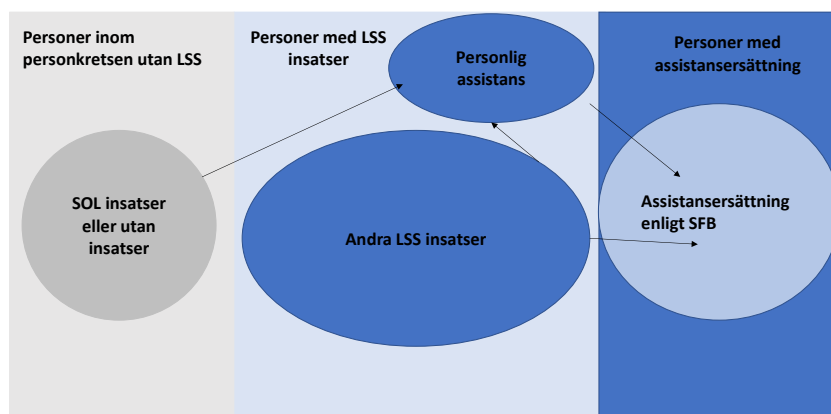 Personer inom
personkretsen utan LSS
Personer med LSS
insatser
Personlig
assistans
Personer med
assistansersättning
SOL insatser
eller utan
insatser
Andra LSS insatser
Assistansersättning
enligt SFB